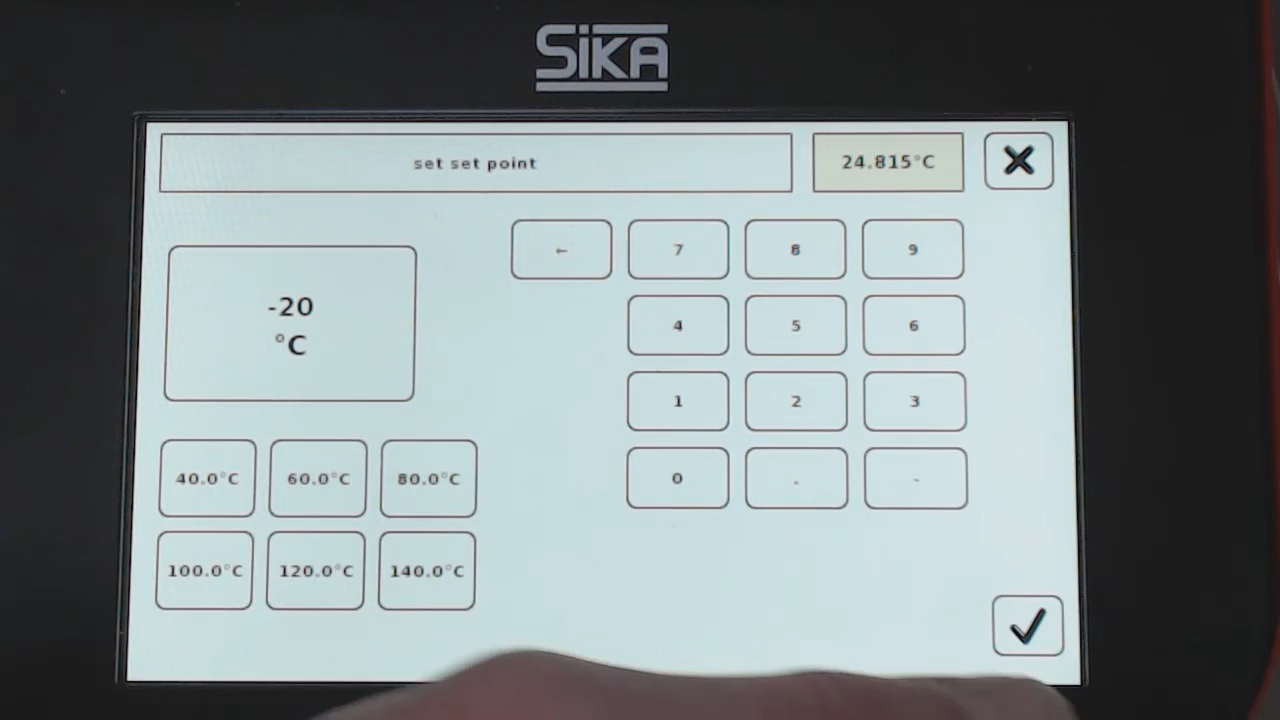 SiKA
set set point
24.815°C
← 7 8 9
-20
°C
4 5 6
1 2 3
40.0°C 60.0°C 80.0°C
0 . -
100.0°C 120.0°C 140.0°C